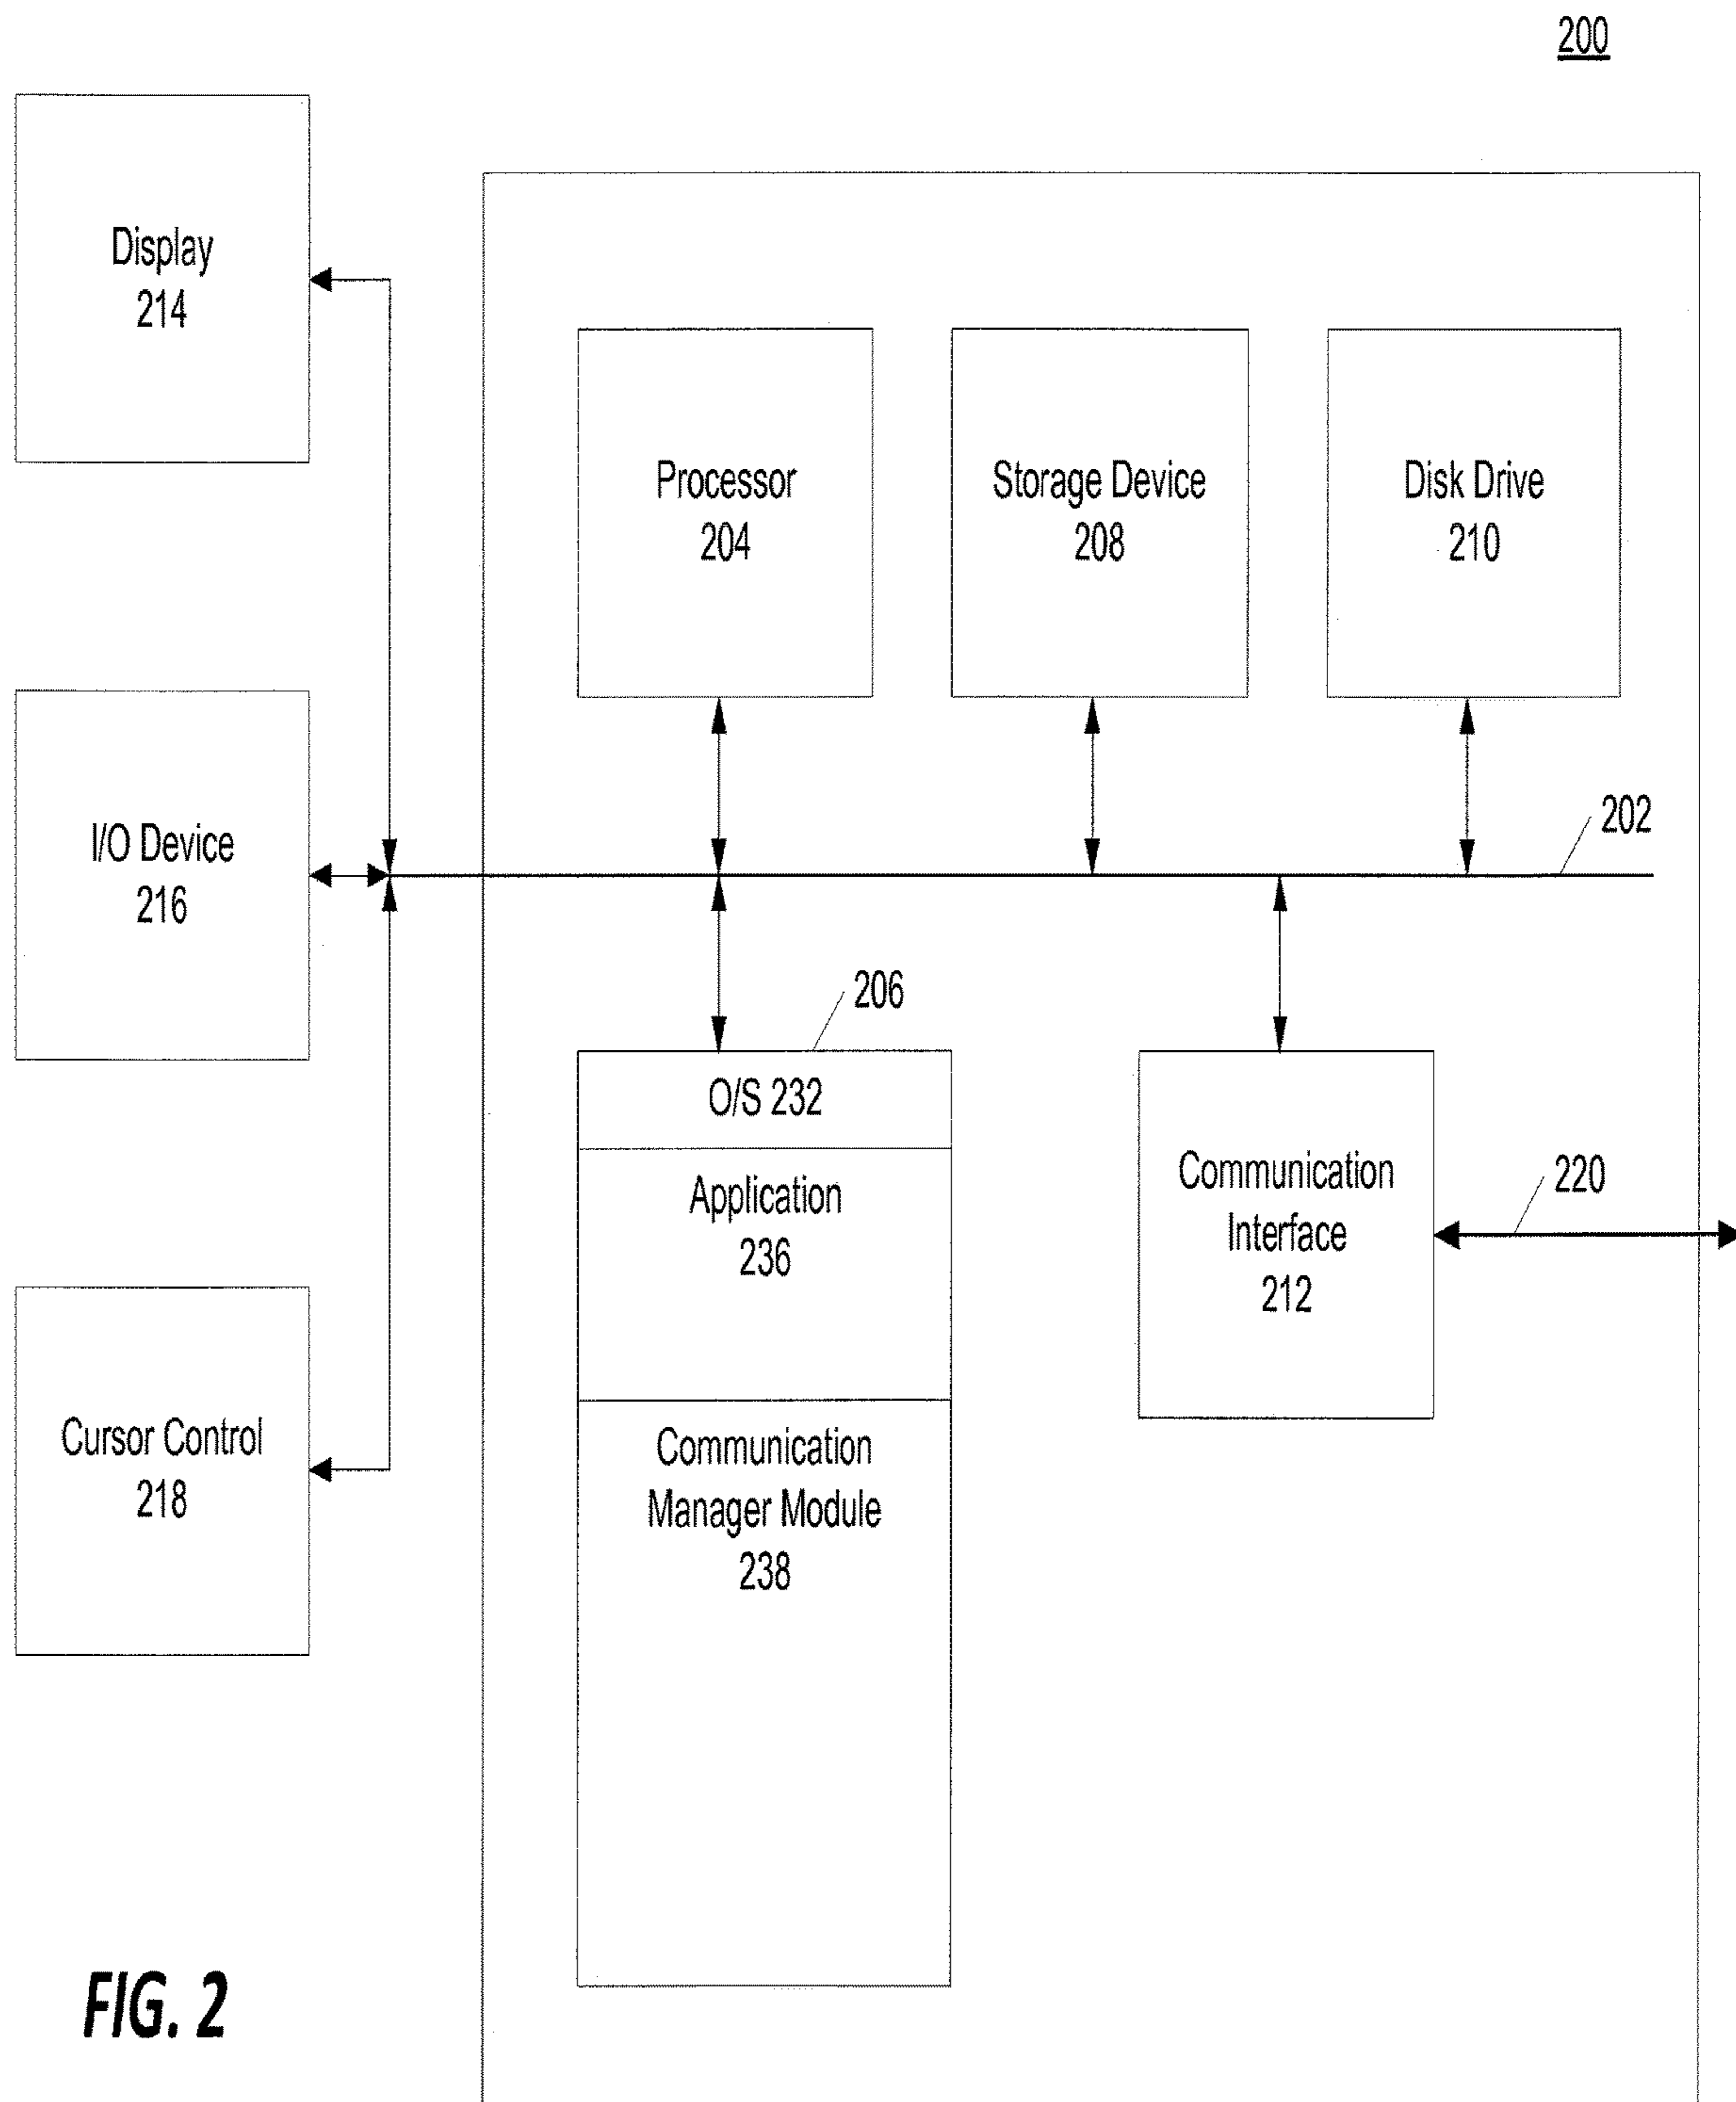 200
Display
214
Processor
204
Storage Device
208
Disk Drive
210
202
I/O Device
216
206
O/S 232
Application
236
Communication
Interface
212
220
Cursor Control
218
Communication
Manager Module
238
FIG. 2